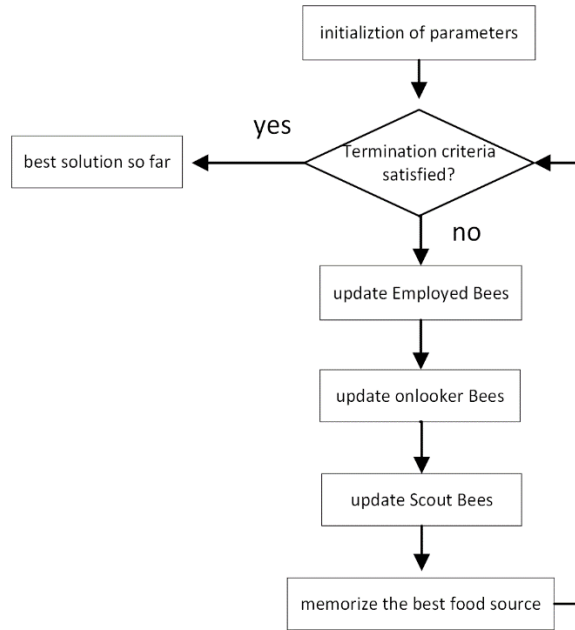 initializtion of parameters
yes
Termination criteria
satisfied?
best solution so far
no
update Employed Bees
update onlooker Bees
update Scout Bees
memorize the best food source